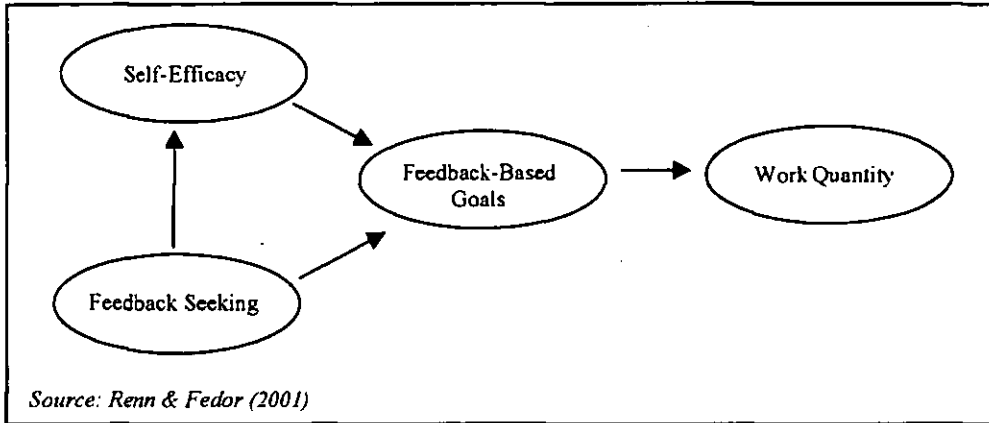 Self-Efficacy
Feedback-Based
Goals
Work Quantity
Feedback Seeking
Source: Renn & Fedor (2001)